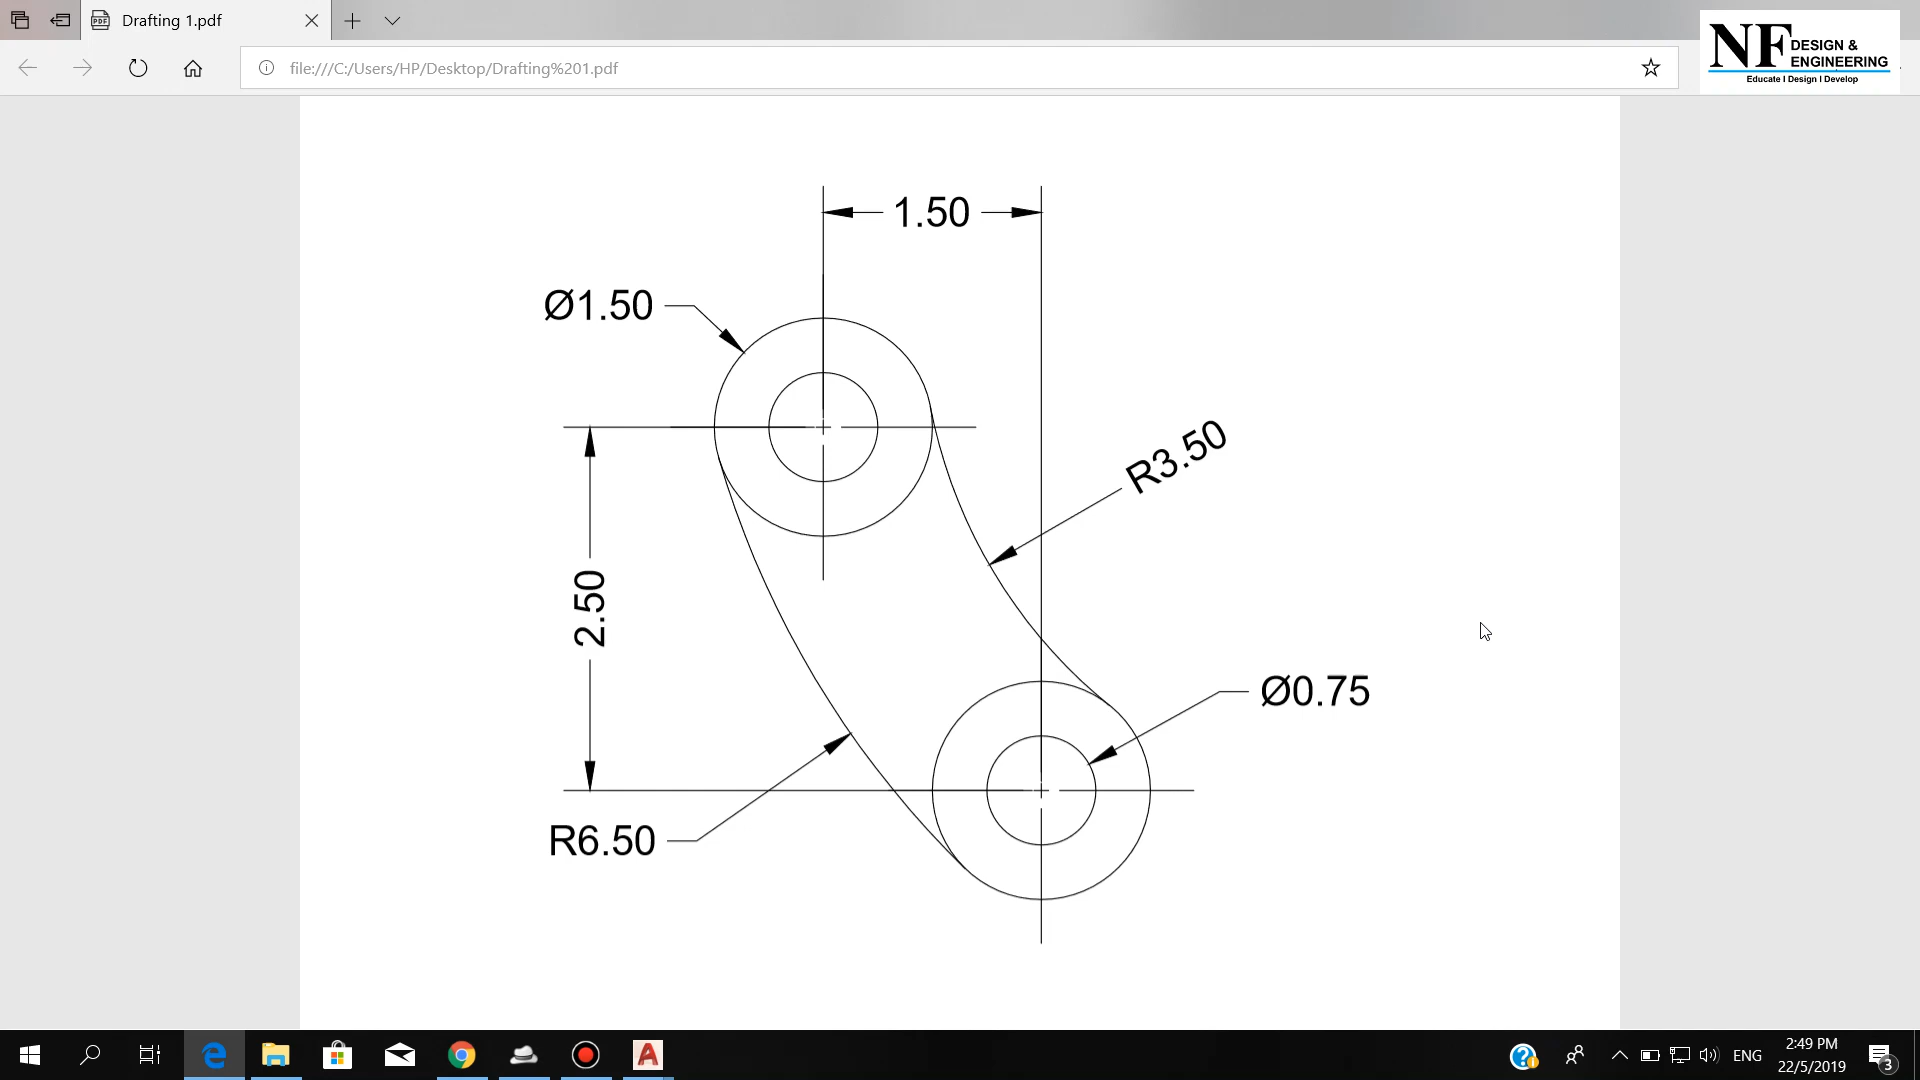 Drafting 1.pdf
file:///C:/Users/HP/Desktop/Drafting%201.pdf
NF DESIGN &
ENGINEERING
Educate I Design I Develop
1.50
Ø1.50
R3.50
2.50
Ø0.75
R6.50
ENG
2:49 PM
22/5/2019
3